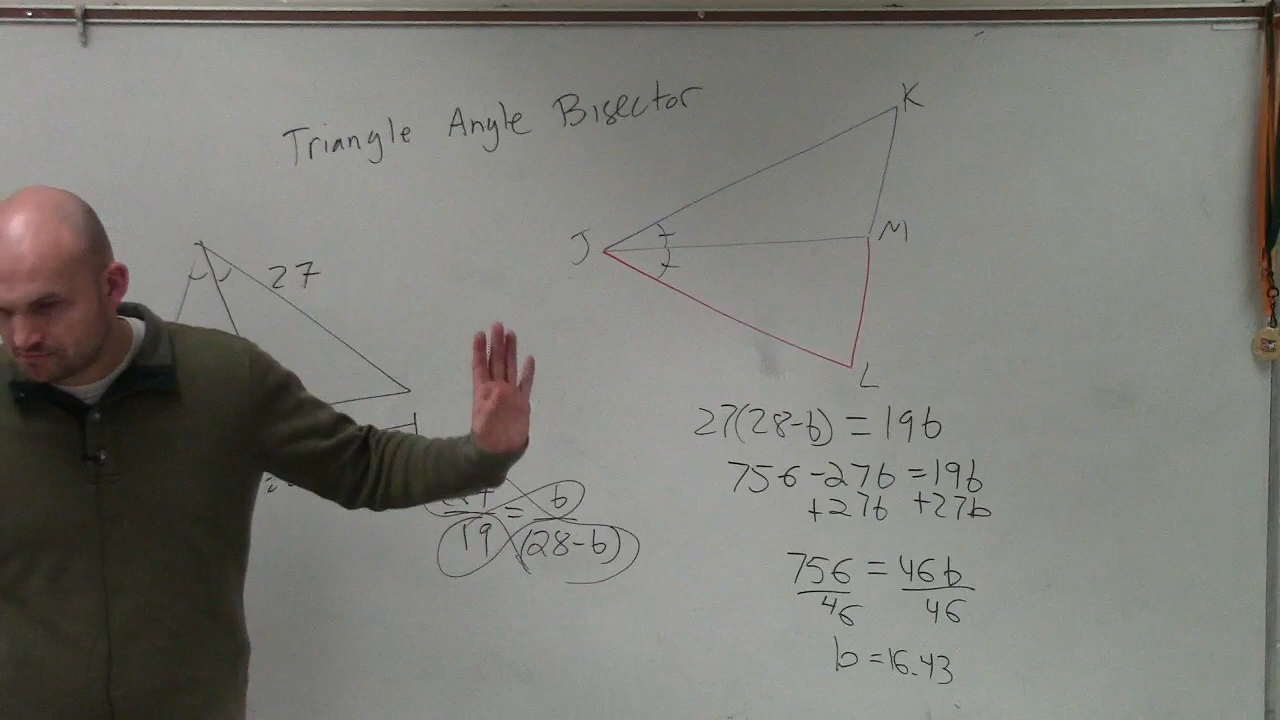 Triangle Angle Bisector
K
J
M
L
27
27(28-b) = 19b
756 - 27b = 19b
+27b +27b
756 = 46b
46 46
b = 16.43
= b
19 (28-b)